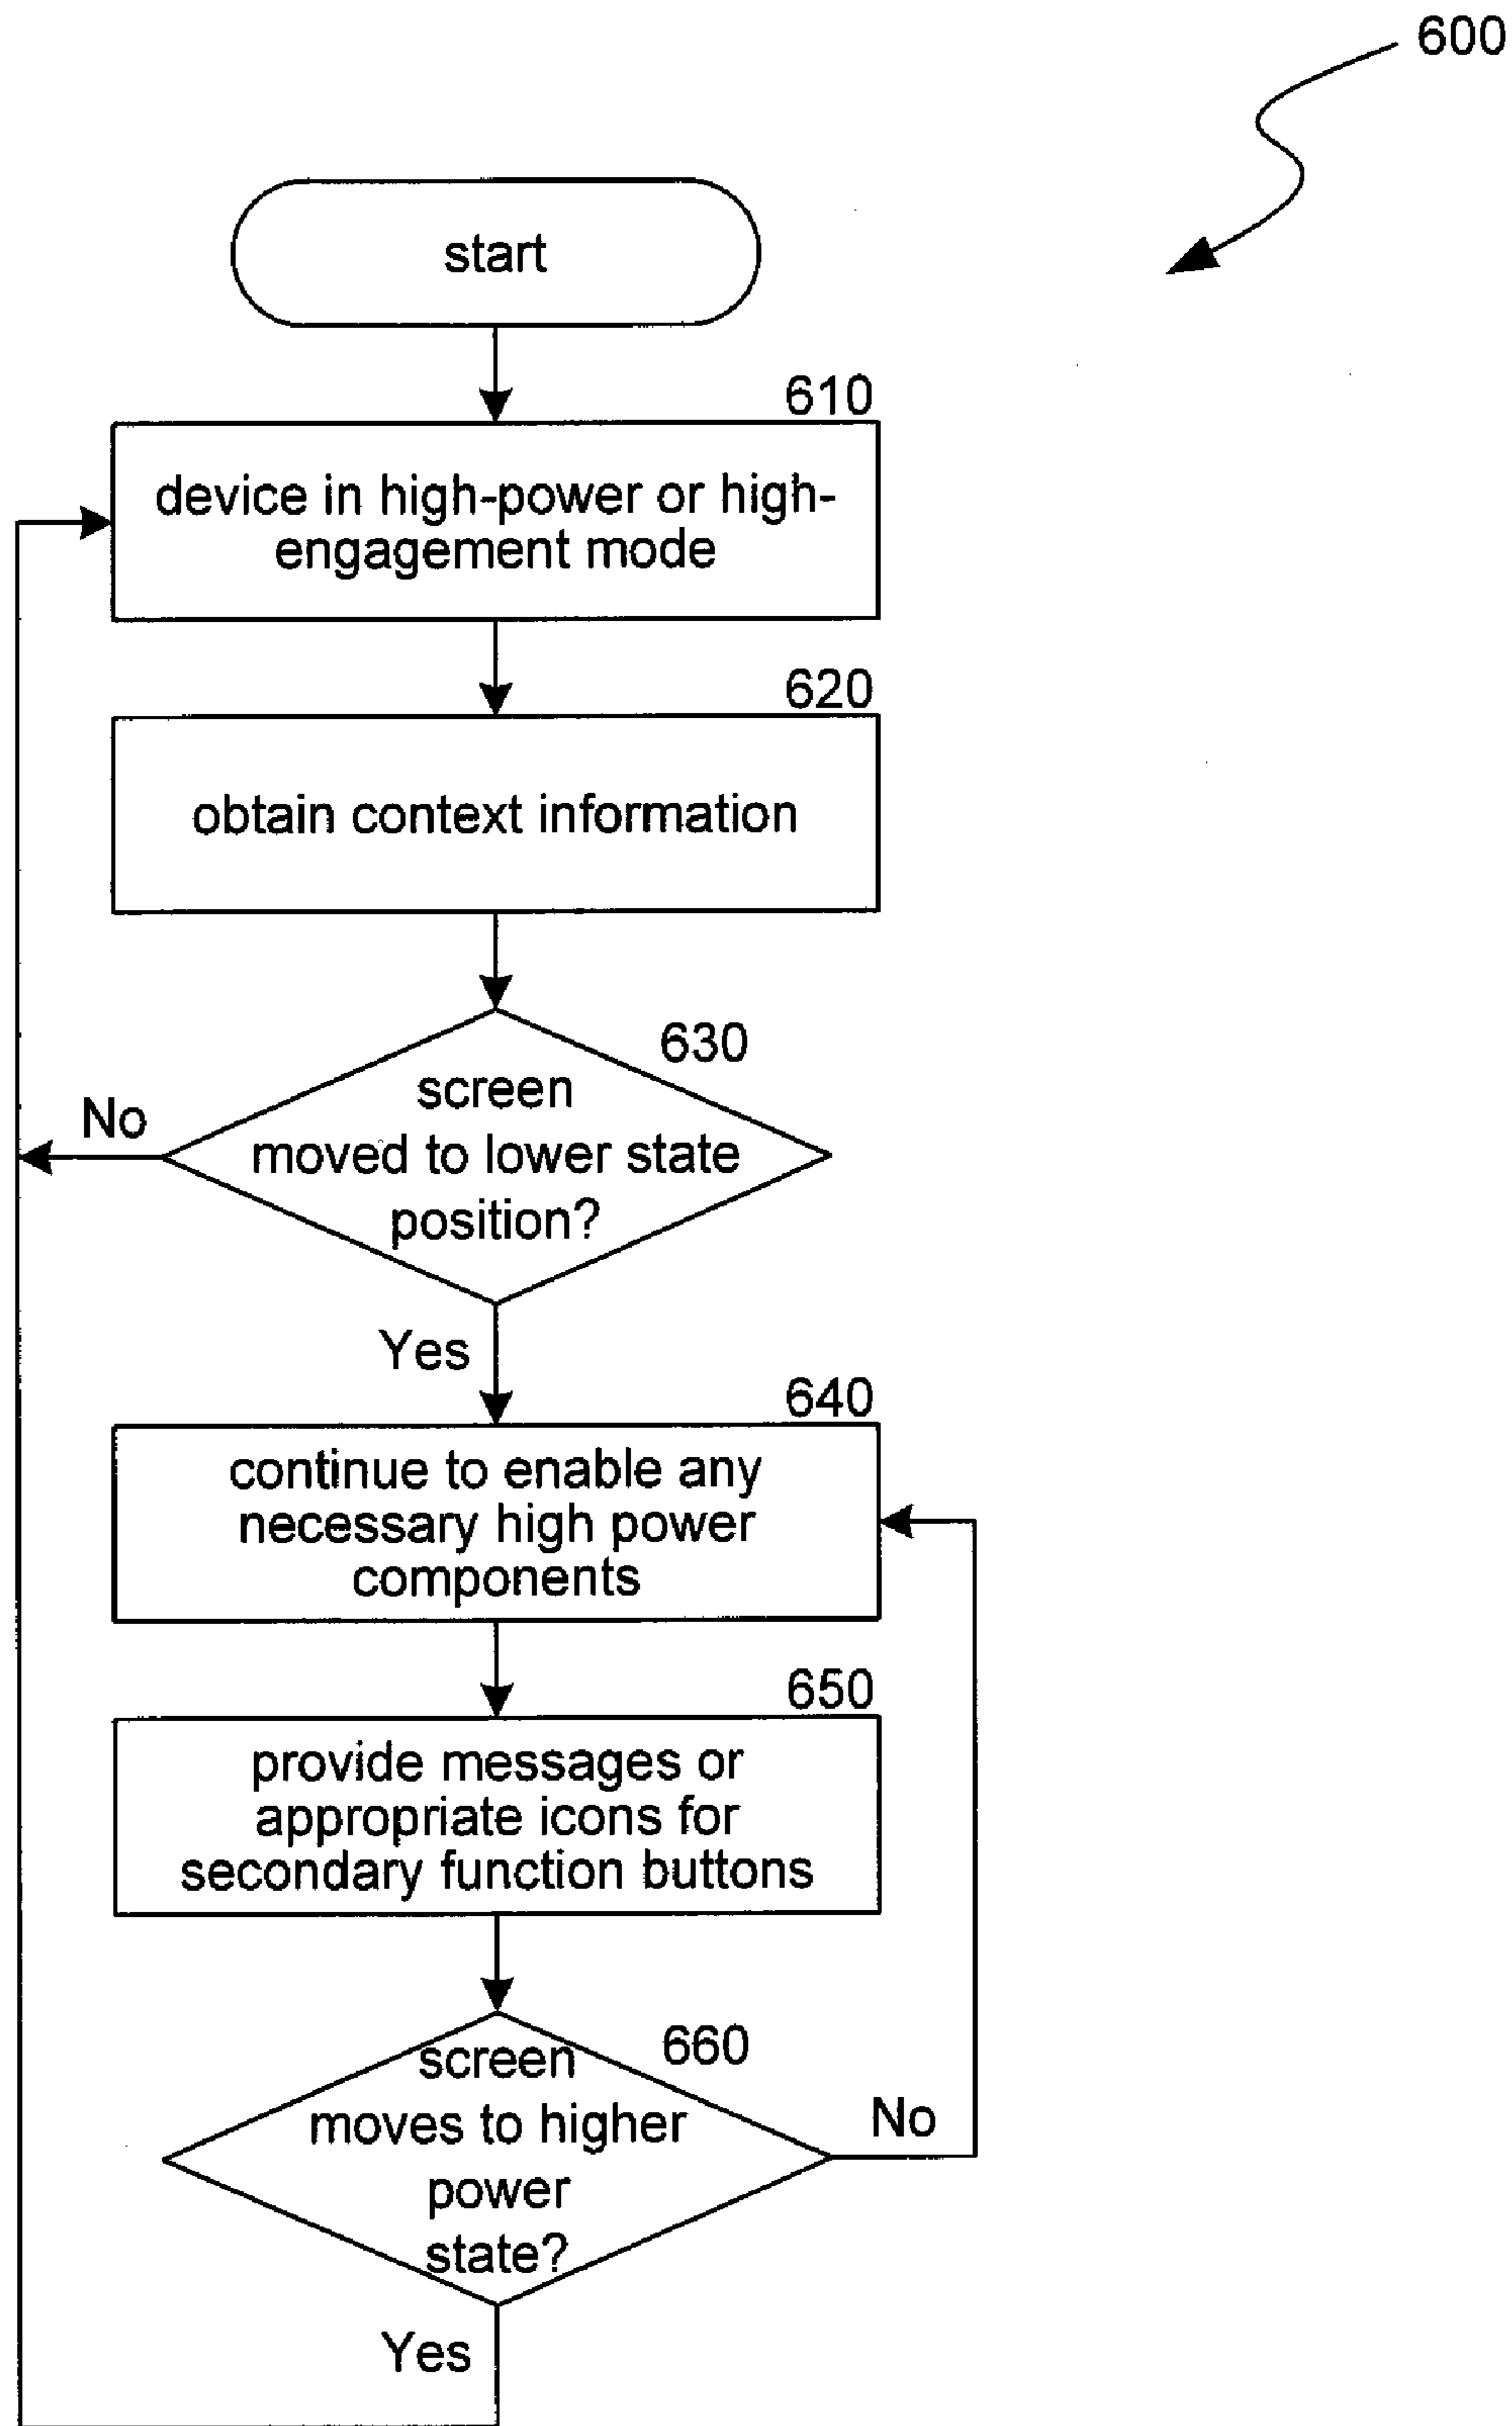 600
start
610
device in high-power or high-
engagement mode
620
obtain context information
630
screen
moved to lower state
position?
No
Yes
640
continue to enable any
necessary high power
components
650
provide messages or
appropriate icons for
secondary function buttons
660
screen
moves to higher
power
state?
No
Yes